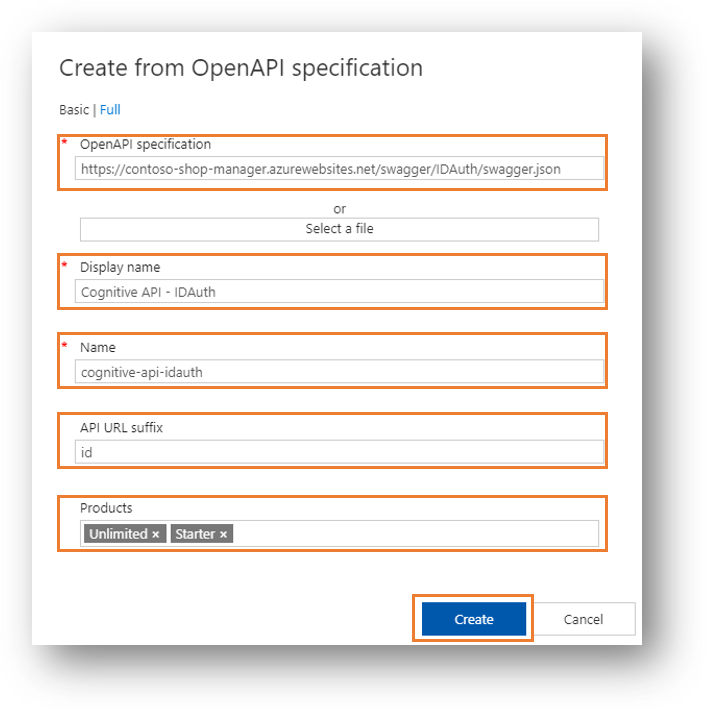 Create from OpenAPI specification
Basic | Full
* OpenAPI specification
https://contoso-shop-manager.azurewebsites.net/swagger/IDAuth/swagger.json
or
Select a file
* Display name
Cognitive API - IDAuth
* Name
cognitive-api-idauth
API URL suffix
id
Products
Unlimited × Starter ×
Create Cancel